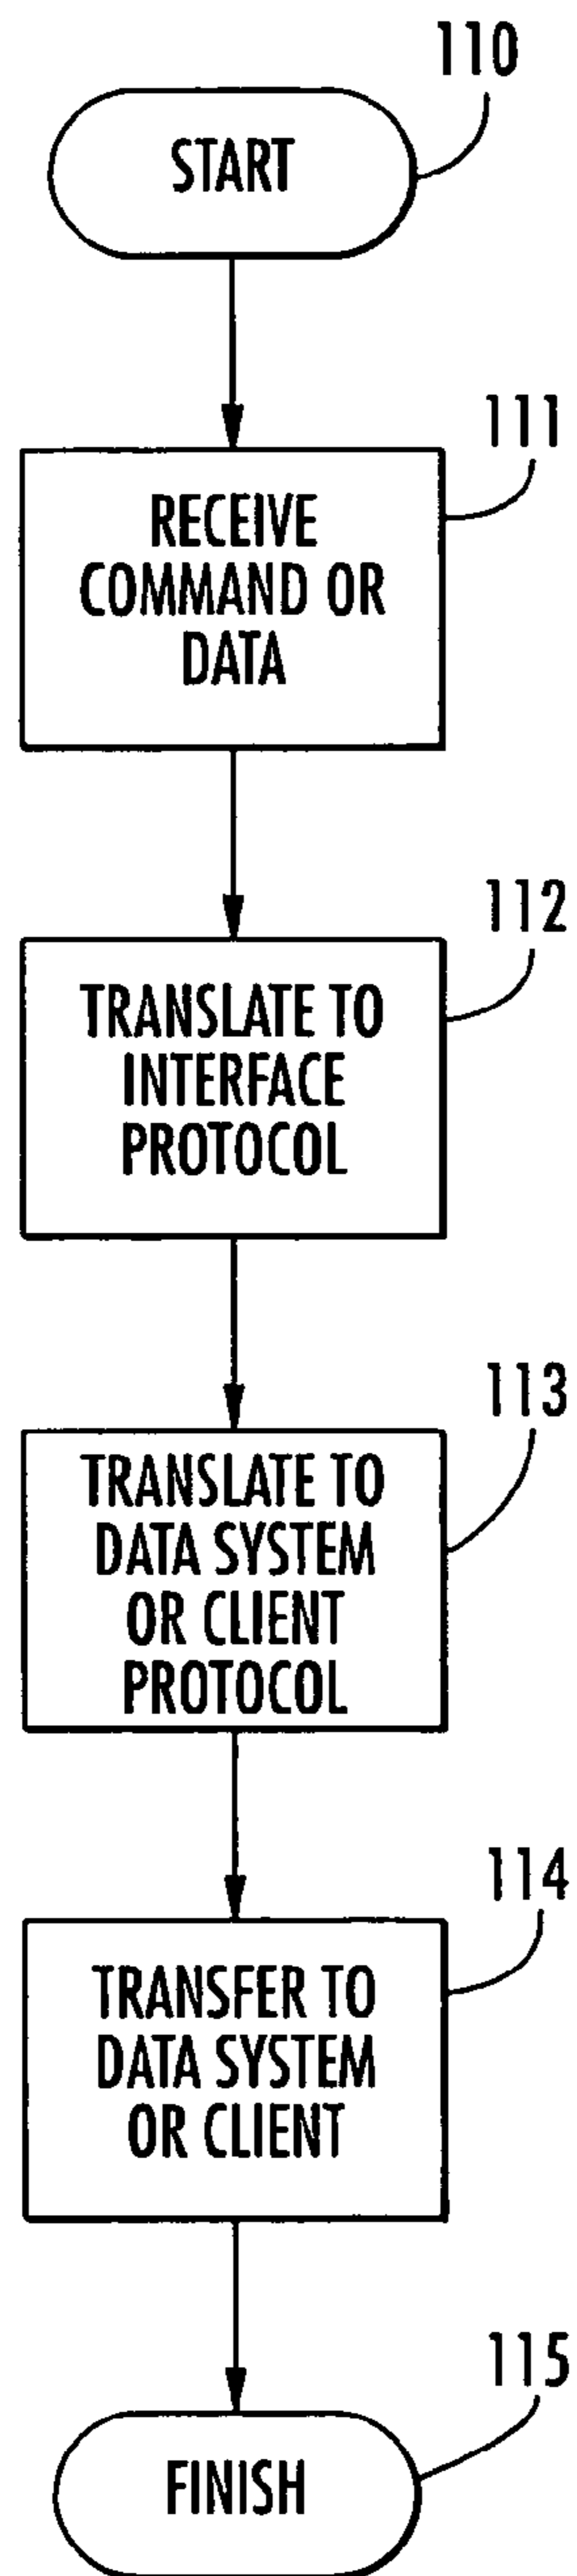 110
START
111
RECEIVE
COMMAND OR
DATA
112
TRANSLATE TO
INTERFACE
PROTOCOL
113
TRANSLATE TO
DATA SYSTEM
OR CLIENT
PROTOCOL
114
TRANSFER TO
DATA SYSTEM
OR CLIENT
115
FINISH